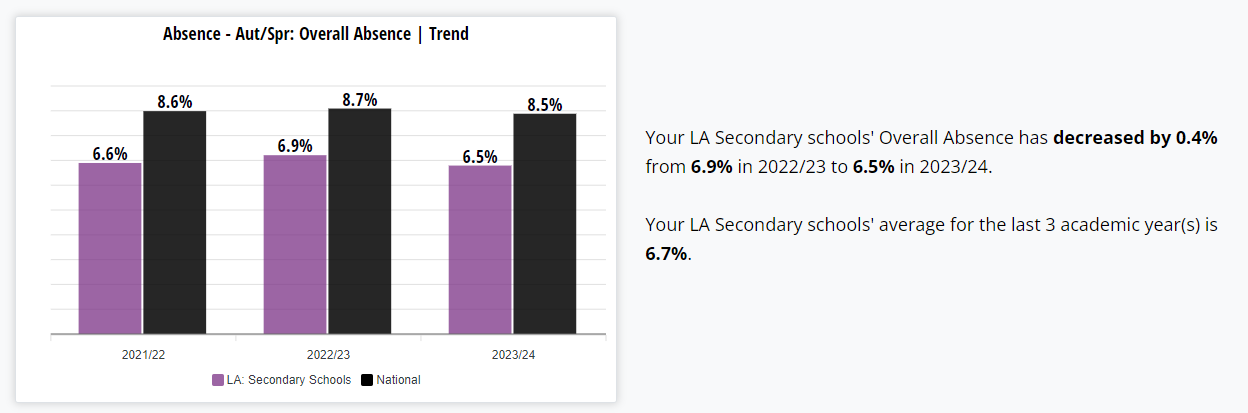 Absence - Aut/Spr: Overall Absence | Trend
8.6%
8.7%
8.5%
6.6%
6.9%
6.5%
2021/22
2022/23
2023/24
LA: Secondary Schools
National
Your LA Secondary schools' Overall Absence has decreased by 0.4%
from 6.9% in 2022/23 to 6.5% in 2023/24.
Your LA Secondary schools' average for the last 3 academic year(s) is
6.7%.